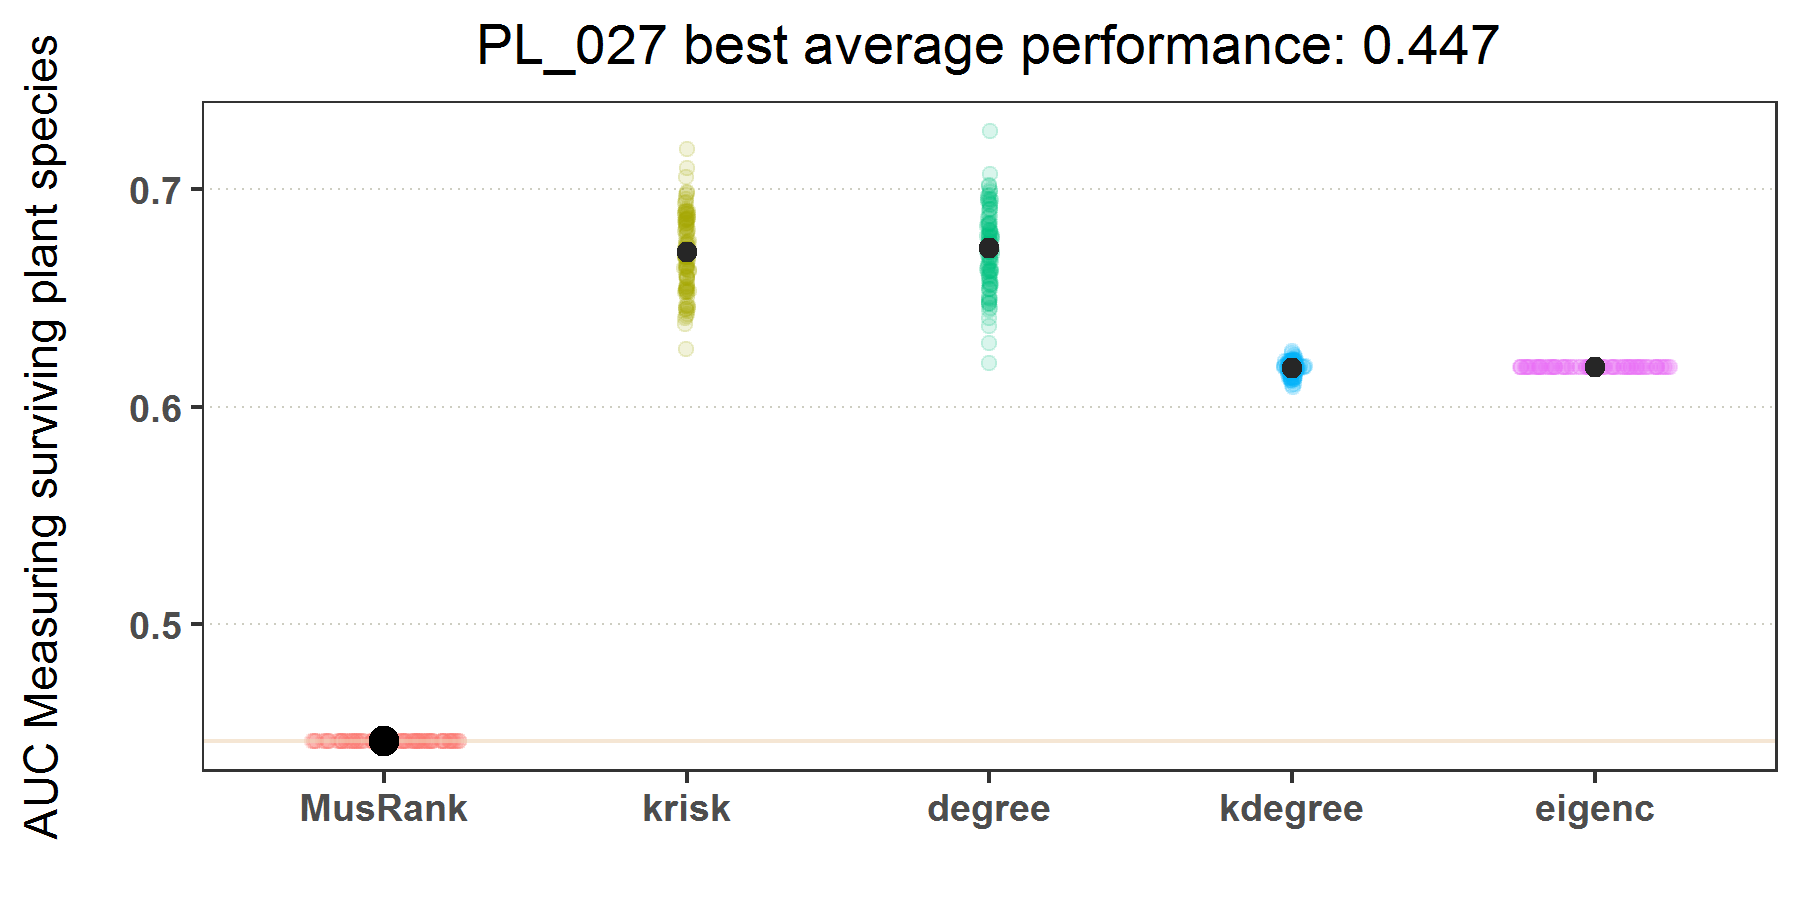 PL_027 best average performance: 0.447
AUC Measuring surviving plant species
0.7
0.6
0.5
MusRank krisk degree kdegree eigenc